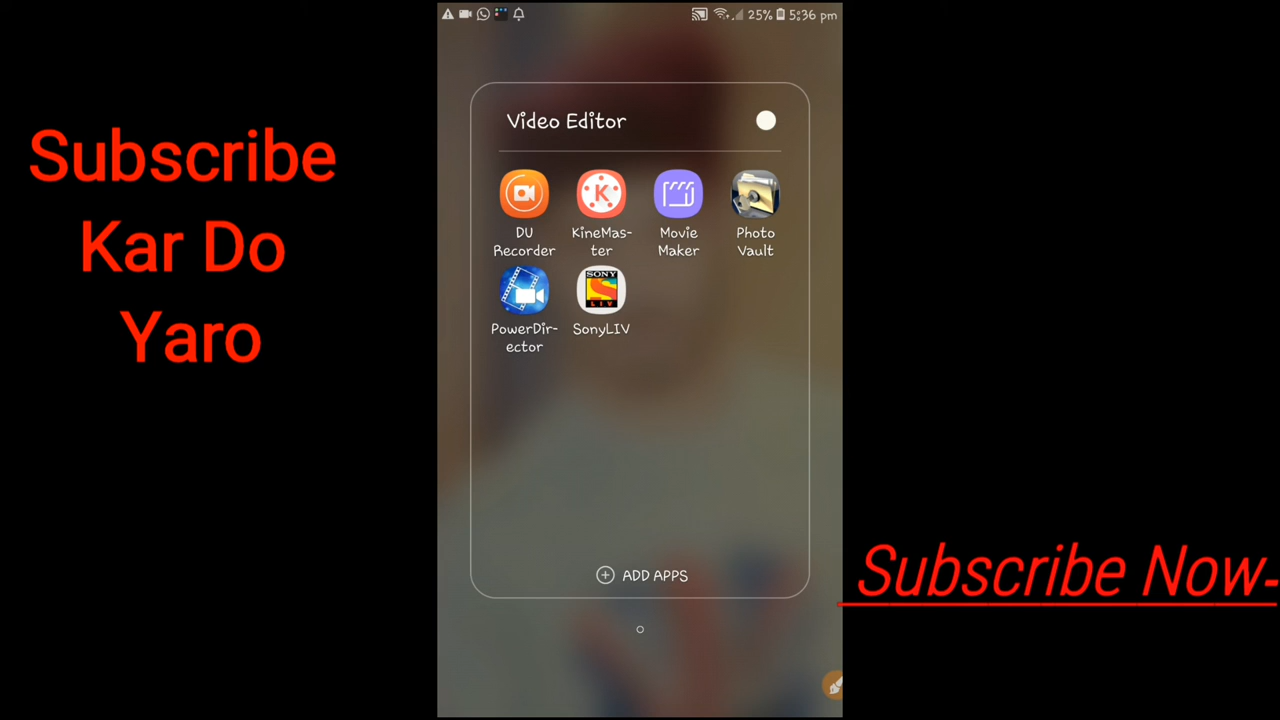 25% 5:36 pm
Subscribe
Kar Do
Yaro
Video Editor
DU
Recorder
KineMas-
ter
Movie
Maker
Photo
Vault
PowerDir-
ector
SONY
LIV
SonyLIV
ADD APPS
Subscribe Now-